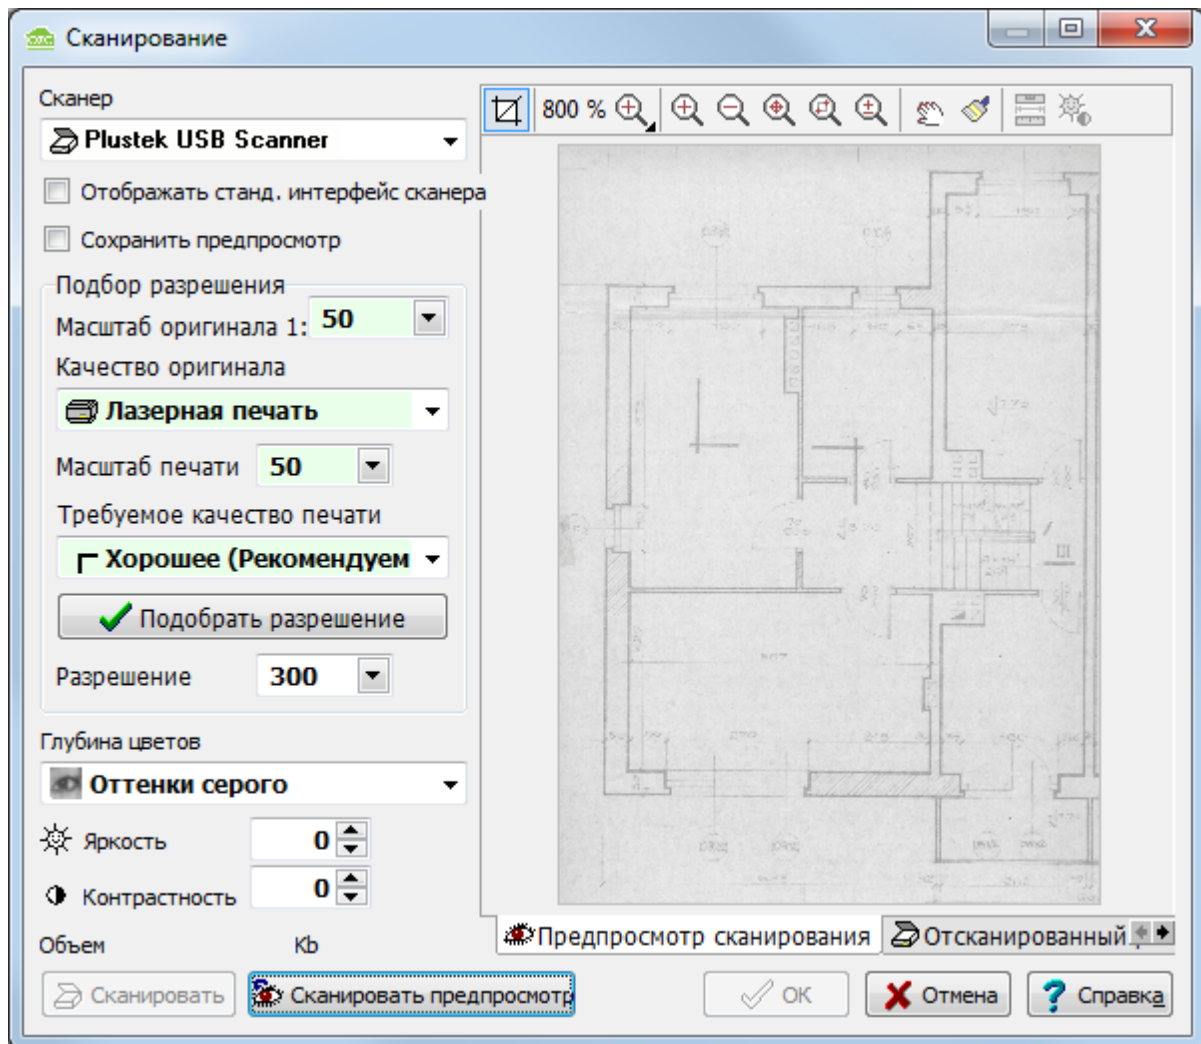 Сканирование
Сканер
Plustek USB Scanner
Отображать станд. интерфейс сканера
Сохранить предпросмотр
Подбор разрешения
Масштаб оригинала 1: 50
Качество оригинала
Лазерная печать
Масштаб печати 50
Требуемое качество печати
Хорошее (Рекомендуем
Подобрать разрешение
Разрешение 300
Глубина цветов
Оттенки серого
Яркость 0
Контрастность 0
Объем Kb
800 %
Предпросмотр сканирования
Отсканированный
Сканировать
Сканировать предпросмотр
ОК
Отмена
Справка